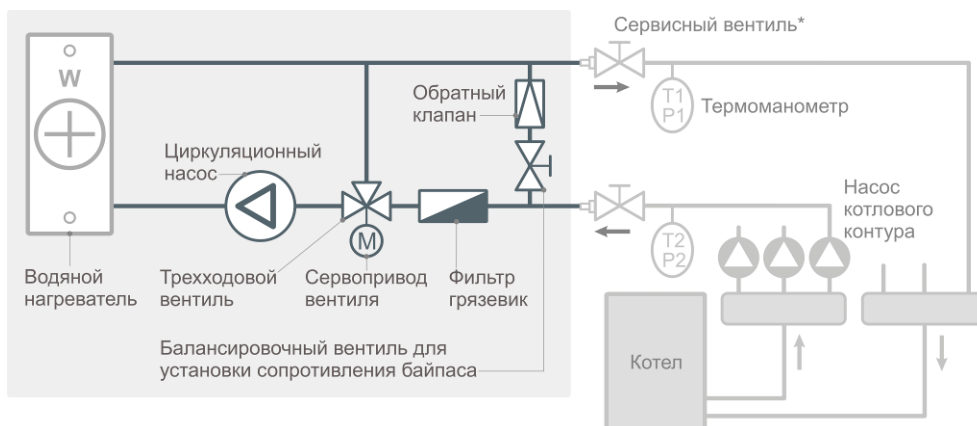 Сервисный вентиль*
W
Обратный
клапан
T1
P1
Термоманометр
Циркуляционный
насос
Насос
котлового
контура
M
T2
P2
Водяной
нагреватель
Трехходовой
вентиль
Сервопривод
вентиля
Фильтр
грязевик
Балансировочный вентиль для
установки сопротивления байпаса
Котел